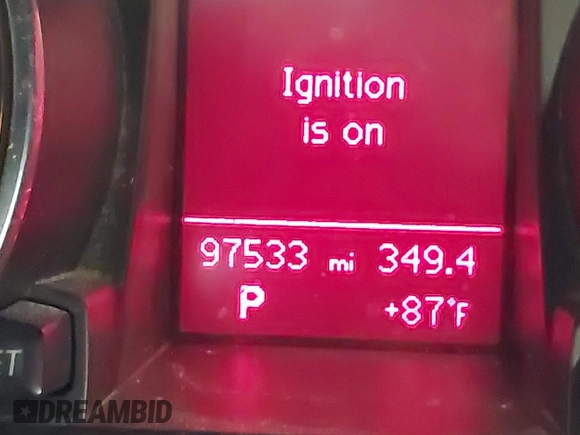 Ignition
is on
97533 mi 349.4
P +87°F
DREAMBID